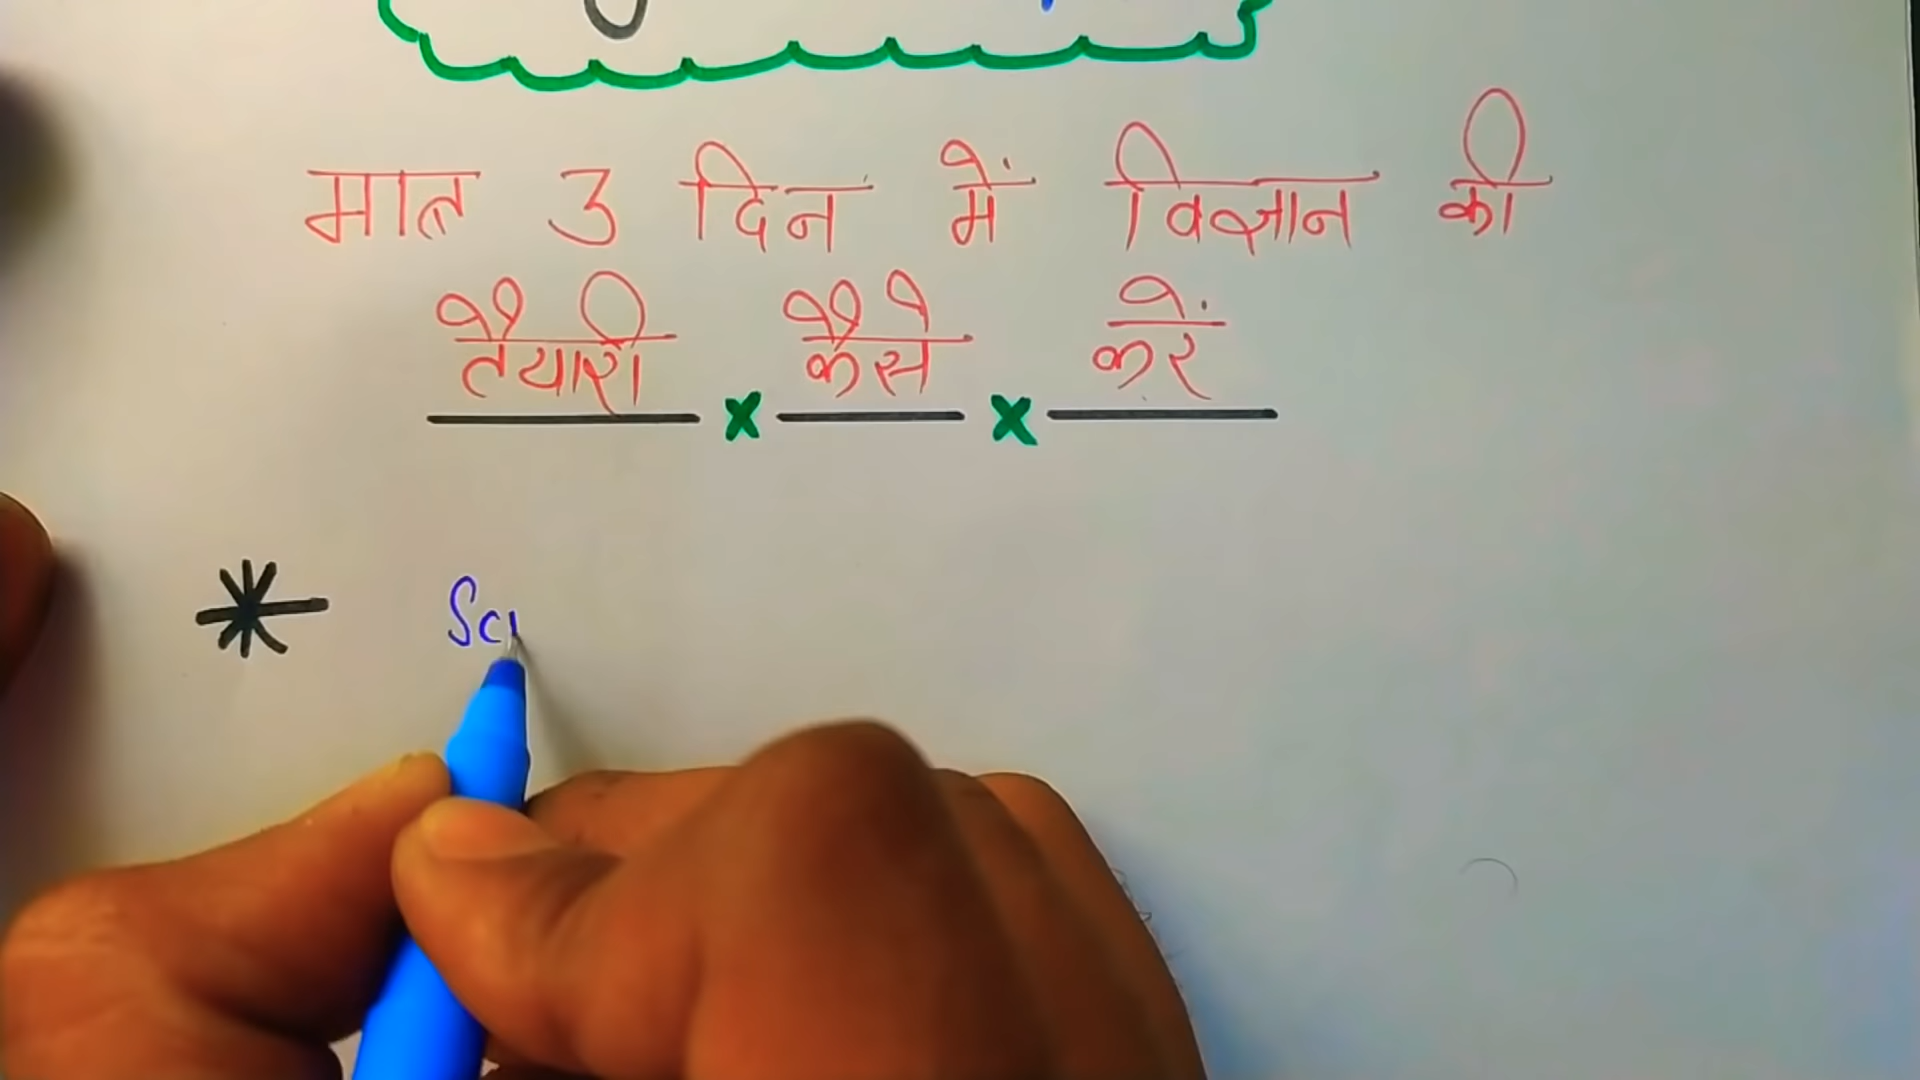 मात्र 3 दिन में विज्ञान की
तैयारी कैसे करें
Sci